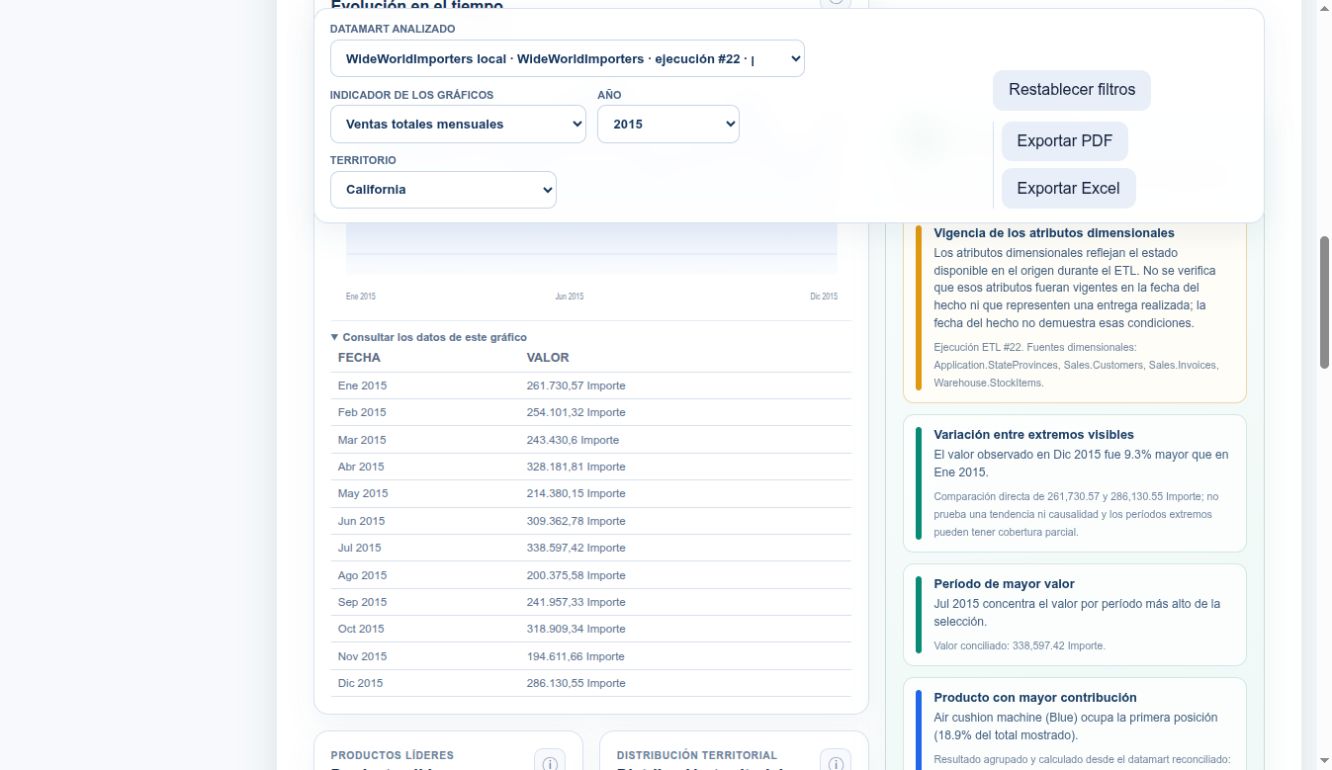 Evolución en el tiempo
DATAMART ANALIZADO
WideWorldImporters local · WideWorldImporters · ejecución #22 ·
INDICADOR DE LOS GRÁFICOS
AÑO
Ventas totales mensuales
2015
TERRITORIO
California
Restablecer filtros
Exportar PDF
Exportar Excel
Ene 2015
Jun 2015
Dic 2015
▼ Consultar los datos de este gráfico
FECHA VALOR
Ene 2015 261.730,57 Importe
Feb 2015 254.101,32 Importe
Mar 2015 243.430,6 Importe
Abr 2015 328.181,81 Importe
May 2015 214.380,15 Importe
Jun 2015 309.362,78 Importe
Jul 2015 338.597,42 Importe
Ago 2015 200.375,58 Importe
Sep 2015 241.957,33 Importe
Oct 2015 318.909,34 Importe
Nov 2015 194.611,66 Importe
Dic 2015 286.130,55 Importe
PRODUCTOS LÍDERES
DISTRIBUCIÓN TERRITORIAL
Vigencia de los atributos dimensionales
Los atributos dimensionales reflejan el estado
disponible en el origen durante el ETL. No se verifica
que esos atributos fueran vigentes en la fecha del
hecho ni que representen una entrega realizada; la
fecha del hecho no demuestra esas condiciones.
Ejecución ETL #22. Fuentes dimensionales:
Application.StateProvinces, Sales.Customers, Sales.Invoices,
Warehouse.StockItems.
Variación entre extremos visibles
El valor observado en Dic 2015 fue 9.3% mayor que en
Ene 2015.
Comparación directa de 261,730.57 y 286,130.55 Importe; no
prueba una tendencia ni causalidad y los períodos extremos
pueden tener cobertura parcial.
Período de mayor valor
Jul 2015 concentra el valor por período más alto de la
selección.
Valor conciliado: 338,597.42 Importe.
Producto con mayor contribución
Air cushion machine (Blue) ocupa la primera posición
(18.9% del total mostrado).
Resultado agrupado y calculado desde el datamart reconciliado: